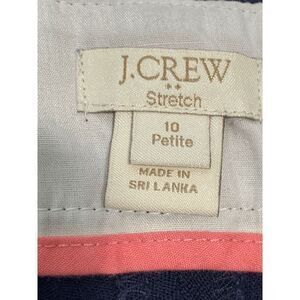 J.CREW
Stretch
10
Petite
MADE IN
SRI LANKA